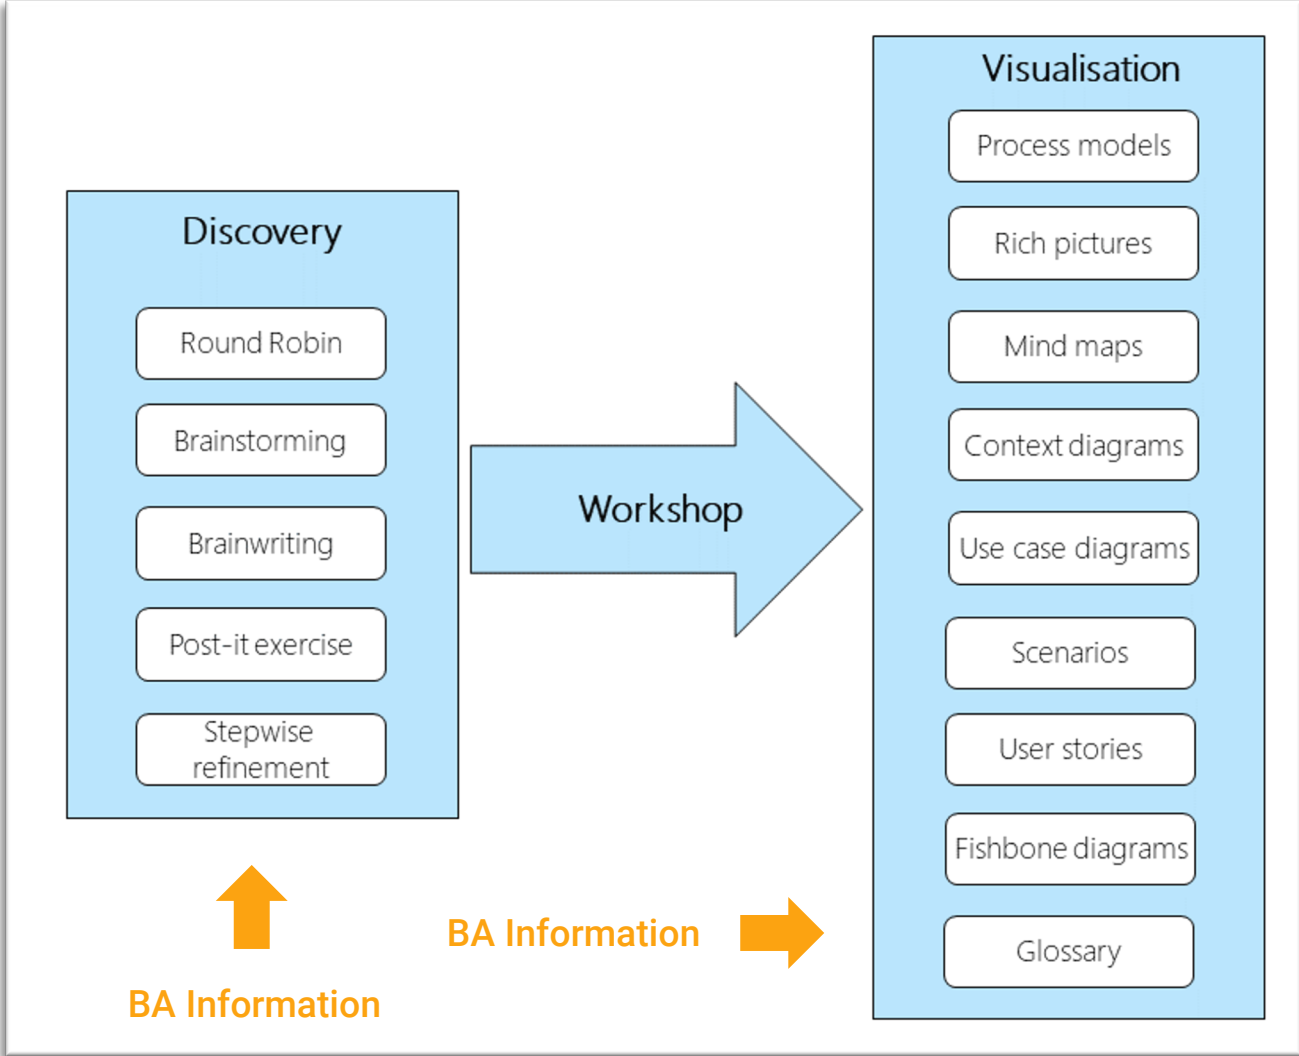 Discovery
Round Robin
Brainstorming
Brainwriting
Post-it exercise
Stepwise
refinement
BA Information
Workshop
BA Information
Visualisation
Process models
Rich pictures
Mind maps
Context diagrams
Use case diagrams
Scenarios
User stories
Fishbone diagrams
Glossary